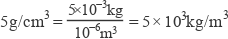 5g/cm³ = 5×10⁻³kg / 10⁻⁶m³ = 5 × 10³kg/m³